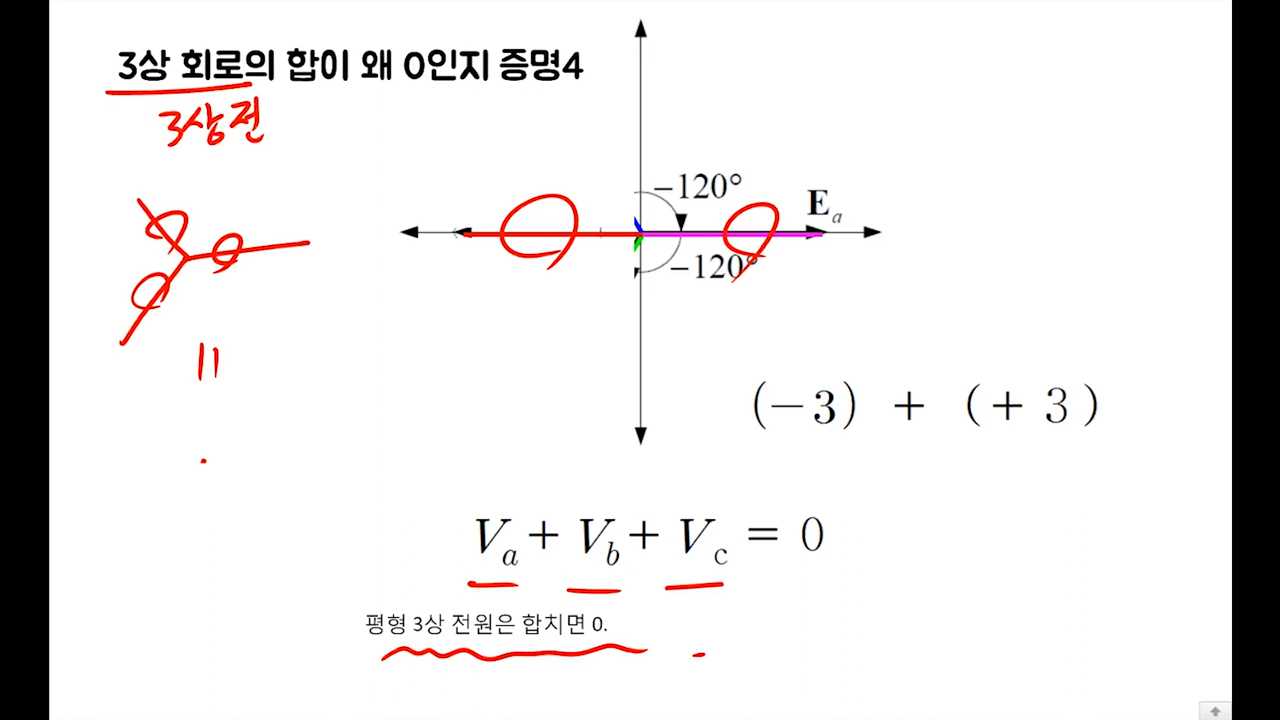 3상 회로의 합이 왜 0인지 증명4
3상전
−120°
E_a
−120°
(−3) + (+3)
V_a + V_b + V_c = 0
평형 3상 전원은 합치면 0.